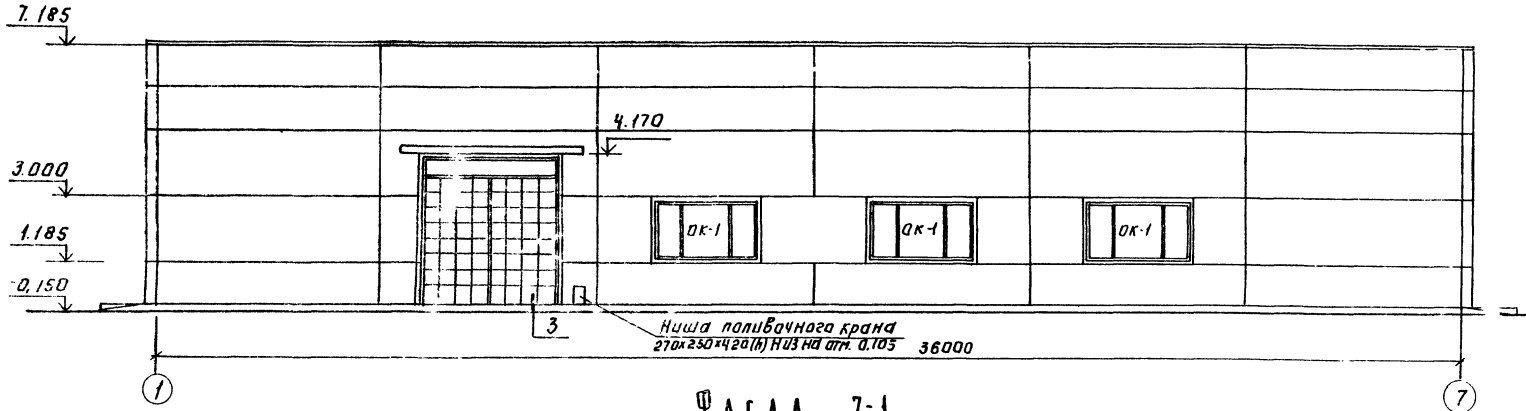 7.185
4.170
3.000
ОК-1 ОК-1 ОК-1
1.185
-0,150
3
Ниша поливочного крана
270х250х420(h) Низ на отм. 0.105
36000
1 7
ФАСАД 7-1